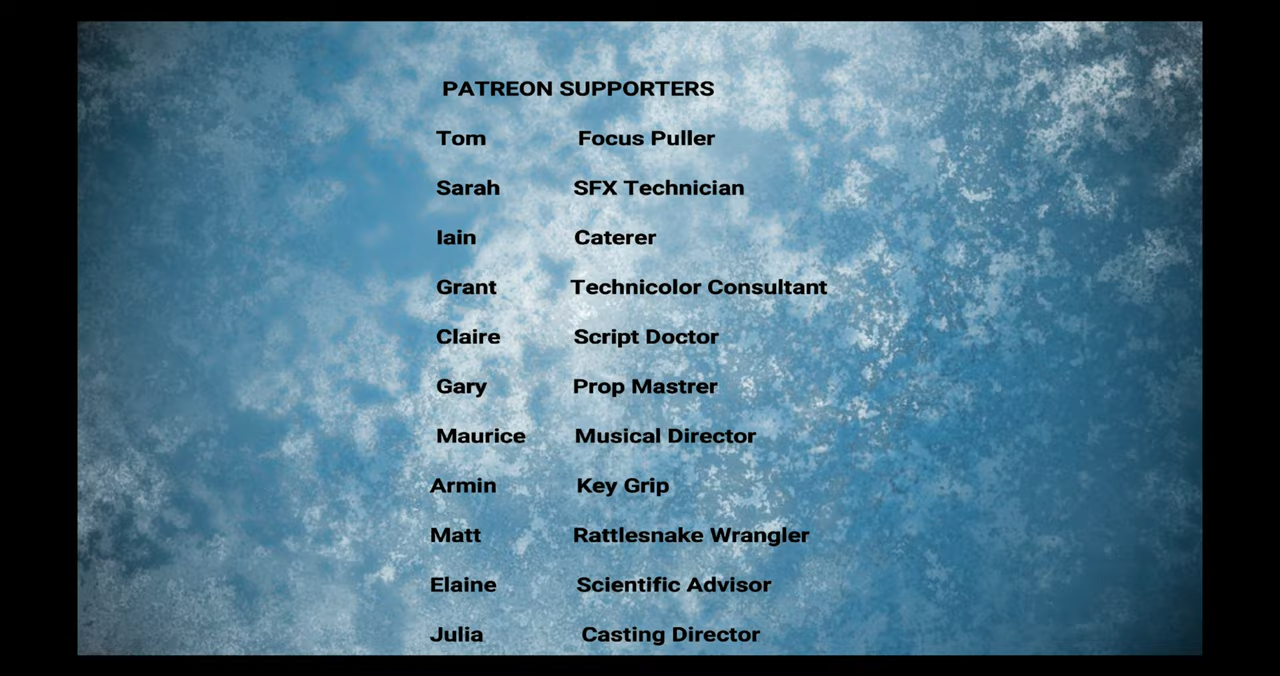 PATREON SUPPORTERS
Tom Focus Puller
Sarah SFX Technician
Iain Caterer
Grant Technicolor Consultant
Claire Script Doctor
Gary Prop Mastrer
Maurice Musical Director
Armin Key Grip
Matt Rattlesnake Wrangler
Elaine Scientific Advisor
Julia Casting Director